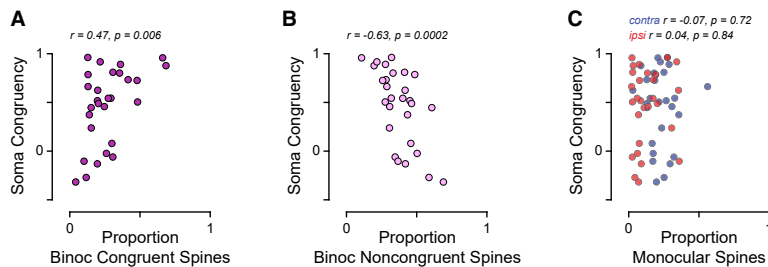 A
r = 0.47, p = 0.006
Soma Congruency
1
0
0
1
Proportion
Binoc Congruent Spines
B
r = -0.63, p = 0.0002
Soma Congruency
1
0
0
1
Proportion
Binoc Noncongruent Spines
C
contra r = -0.07, p = 0.72
ipsi r = 0.04, p = 0.84
Soma Congruency
1
0
0
1
Proportion
Monocular Spines